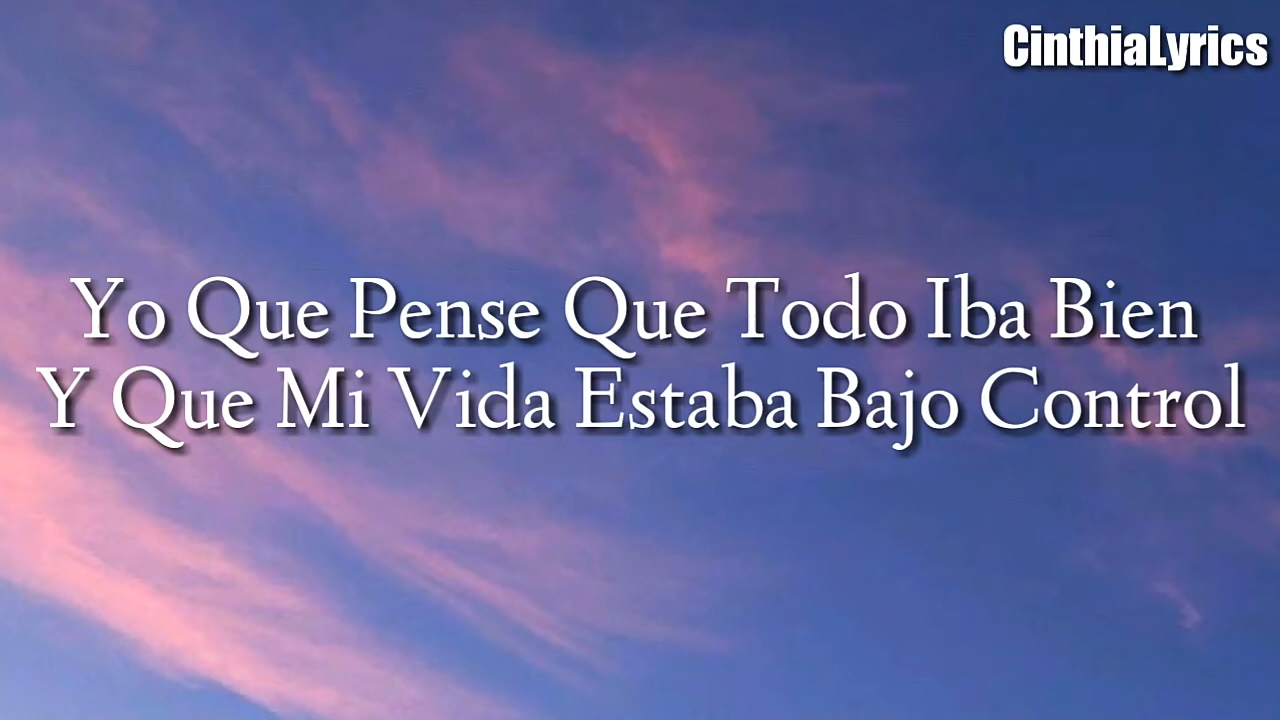 CinthiaLyrics
Yo Que Pense Que Todo Iba Bien
Y Que Mi Vida Estaba Bajo Control